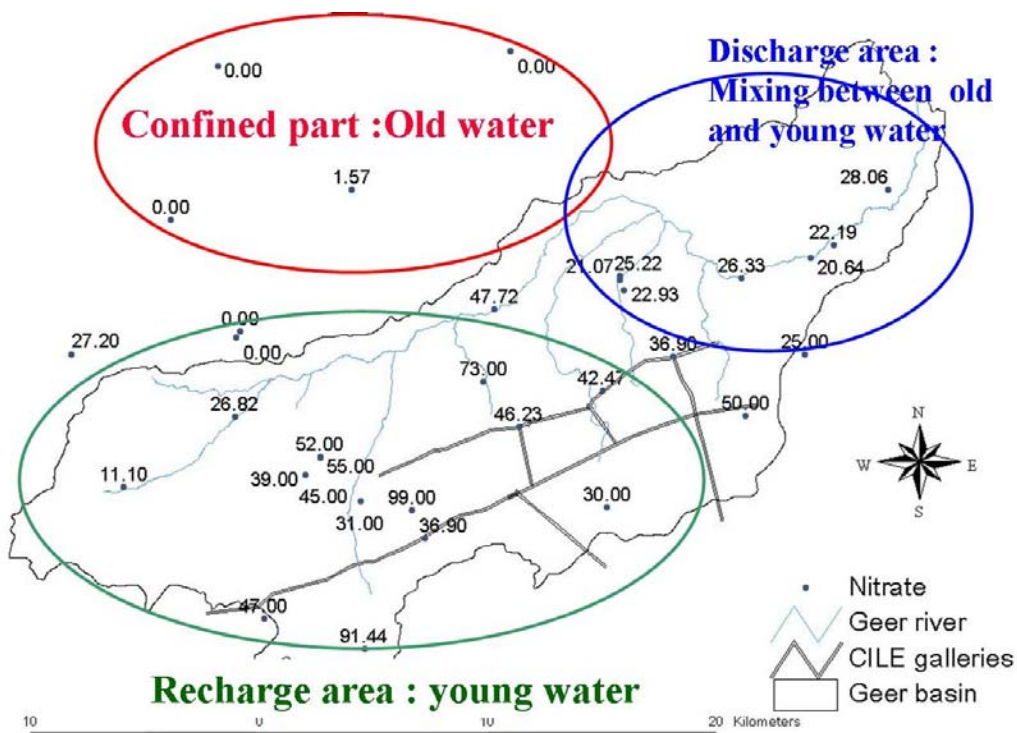 0.00
0.00
Confined part :Old water
1.57
0.00
Discharge area :
Mixing between old
and young water
28.06
22.19
20.64
26.33
21.07
25.22
22.93
47.72
0.00
0.00
27.20
36.90
25.00
73.00
42.47
26.82
46.23
50.00
52.00
55.00
39.00
11.10
45.00
99.00
30.00
31.00
36.90
47.00
91.44
N
W
E
S
Nitrate
Geer river
CILE galleries
Geer basin
Recharge area : young water
10 0 10 20 Kilometers